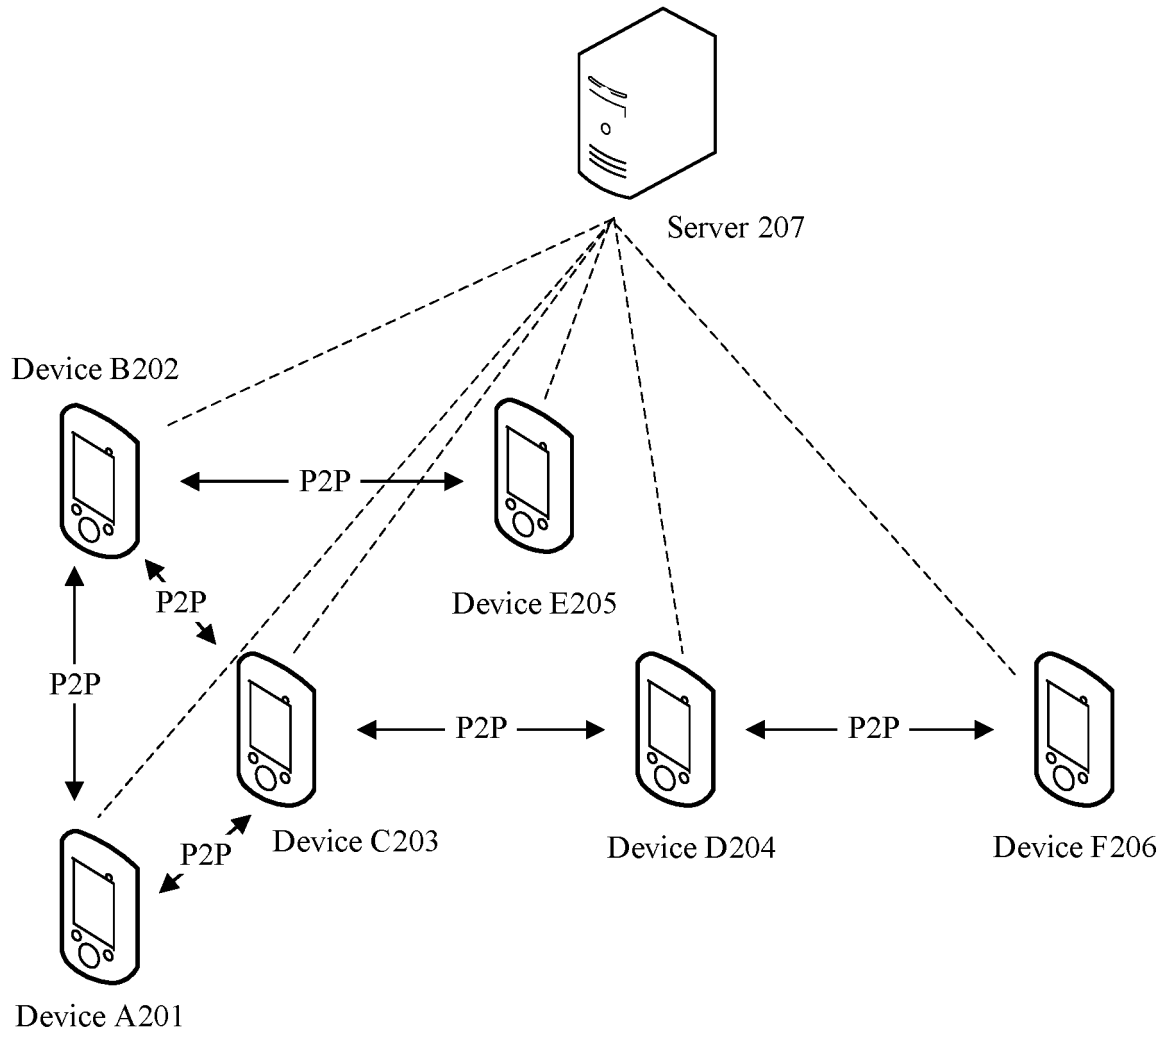 Server 207
Device B202
P2P
P2P
Device E205
P2P
P2P
P2P
Device C203
P2P
Device D204
Device F206
Device A201